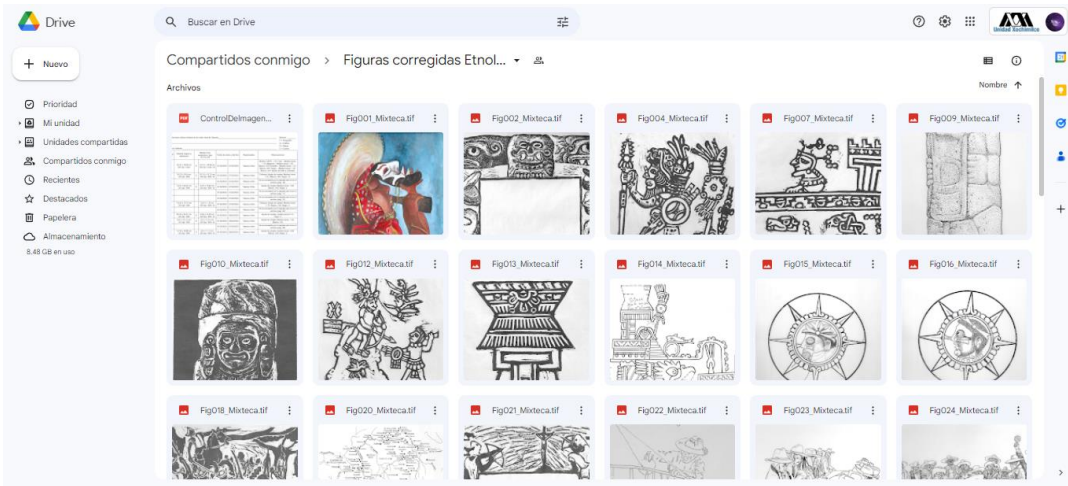 Drive
Buscar en Drive
Unidad Xochimilco
Nuevo
Prioridad
Mi unidad
Unidades compartidas
Compartidos conmigo
Recientes
Destacados
Papelera
Almacenamiento
8.48 GB en uso
Compartidos conmigo > Figuras corregidas Etnol...
Archivos
Nombre
PDF ControlDeImagen...
Fig001_Mixteca.tif
Fig002_Mixteca.tif
Fig004_Mixteca.tif
Fig007_Mixteca.tif
Fig009_Mixteca.tif
Fig010_Mixteca.tif
Fig012_Mixteca.tif
Fig013_Mixteca.tif
Fig014_Mixteca.tif
Fig015_Mixteca.tif
Fig016_Mixteca.tif
Fig018_Mixteca.tif
Fig020_Mixteca.tif
Fig021_Mixteca.tif
Fig022_Mixteca.tif
Fig023_Mixteca.tif
Fig024_Mixteca.tif